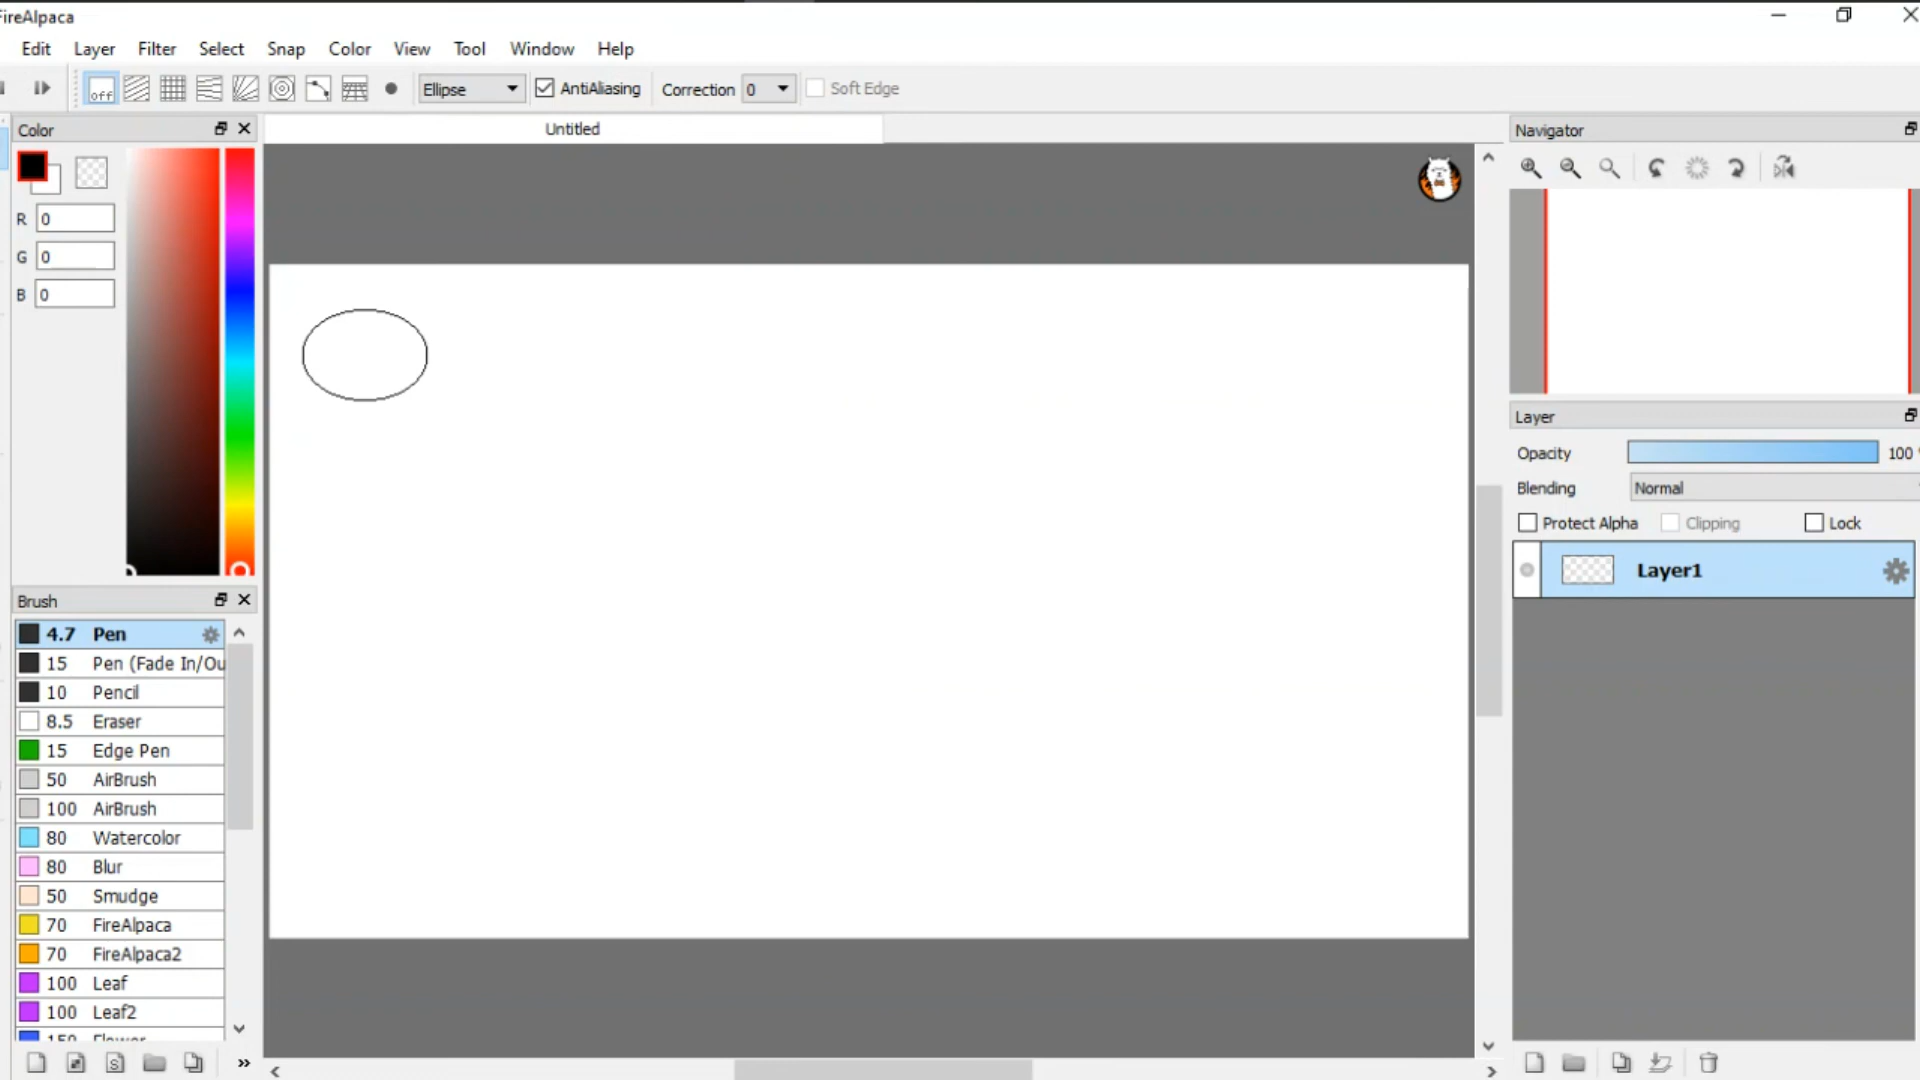 FireAlpaca
Edit Layer Filter Select Snap Color View Tool Window Help
off Ellipse AntiAliasing Correction 0 Soft Edge
Color
Untitled
Navigator
R 0
G 0
B 0
Layer
Opacity 100
Blending Normal
Protect Alpha Clipping Lock
Layer1
Brush
4.7 Pen
15 Pen (Fade In/Ou
10 Pencil
8.5 Eraser
15 Edge Pen
50 AirBrush
100 AirBrush
80 Watercolor
80 Blur
50 Smudge
70 FireAlpaca
70 FireAlpaca2
100 Leaf
100 Leaf2
150 Flower
S